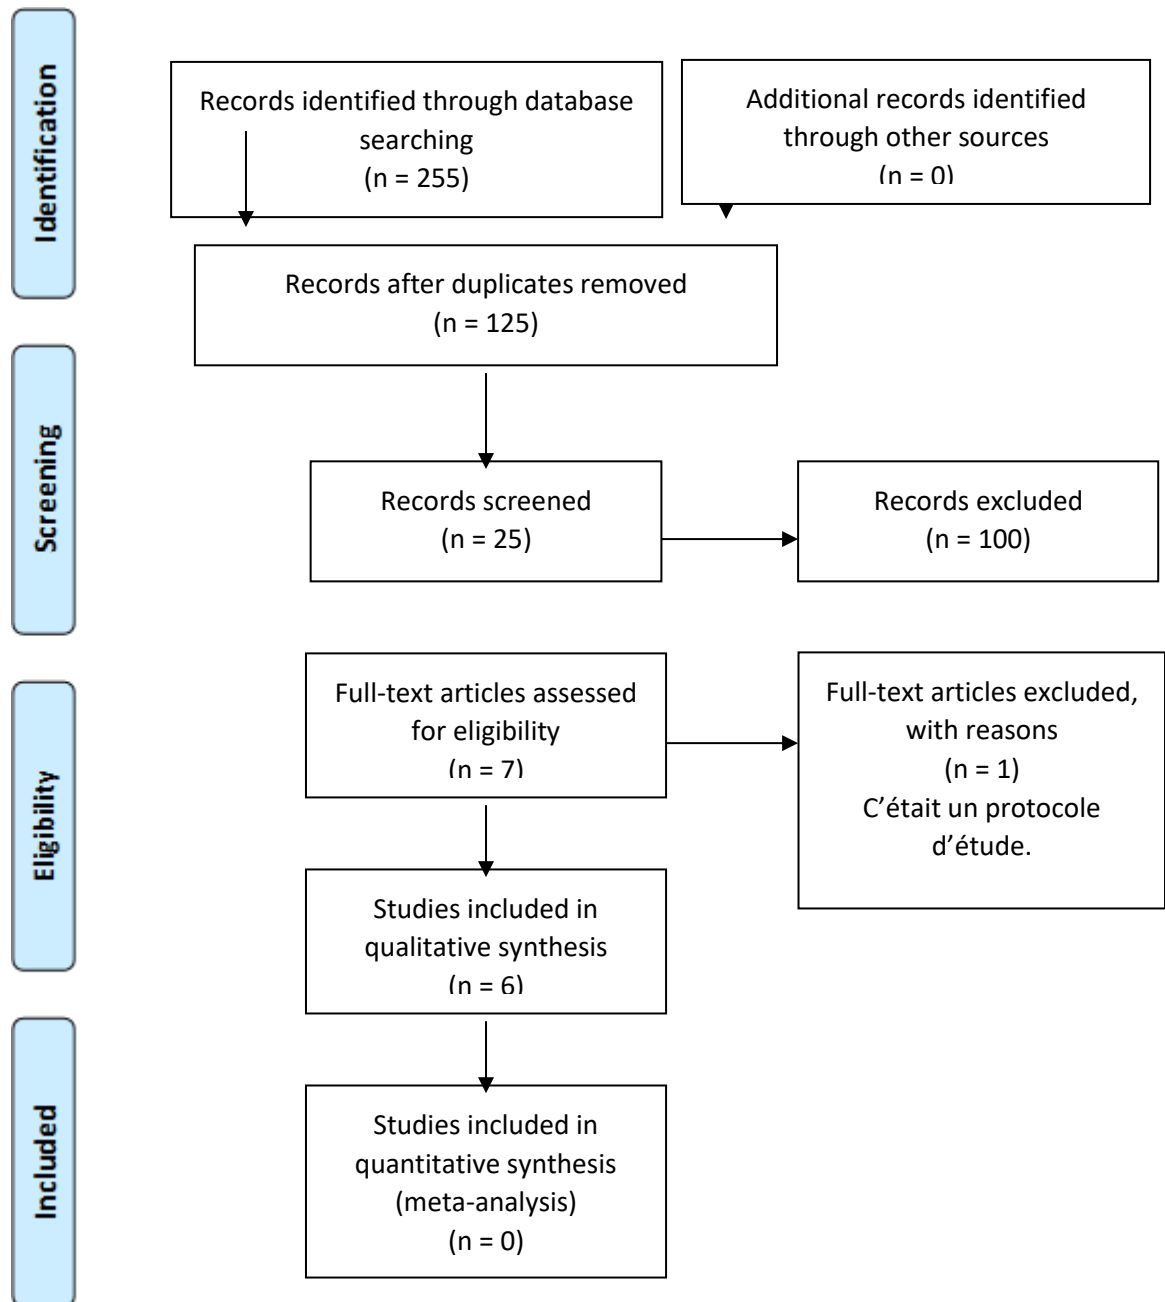 Identification
Records identified through database
searching
(n = 255)
Additional records identified
through other sources
(n = 0)
Records after duplicates removed
(n = 125)
Screening
Records screened
(n = 25)
Records excluded
(n = 100)
Eligibility
Full-text articles assessed
for eligibility
(n = 7)
Full-text articles excluded,
with reasons
(n = 1)
C’était un protocole
d’étude.
Studies included in
qualitative synthesis
(n = 6)
Included
Studies included in
quantitative synthesis
(meta-analysis)
(n = 0)